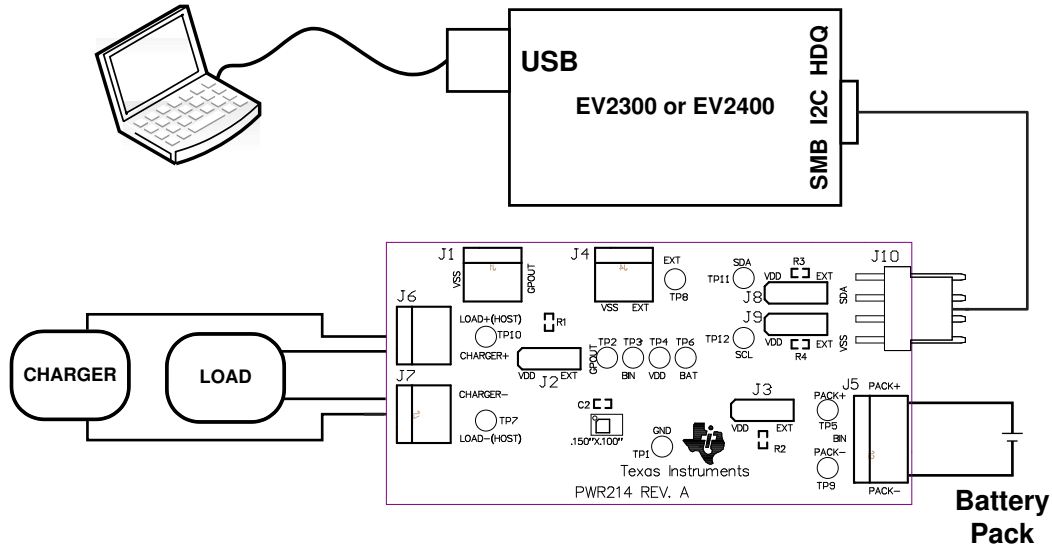 USB
EV2300 or EV2400
SMB I2C HDQ
J1
VSS
GPOUT
J4
VSS EXT
EXT
TP8
SDA
TP11
J8
VDD R3 EXT
SDA
J10
J9
VDD EXT
R4
VSS
TP12
SCL
J6
LOAD+(HOST)
TP10
CHARGER+
R1
VDD EXT
J2
GPOUT
TP2 TP3 TP4 TP6
BIN VDD BAT
CHARGER
LOAD
J7
CHARGER-
TP7
LOAD-(HOST)
C2
.150"X.100"
GND
TP1
Texas Instruments
PWR214 REV. A
J3
VDD EXT
R2
PACK+
TP5
PACK-
TP9
J5
PACK+
BIN
PACK-
Battery
Pack